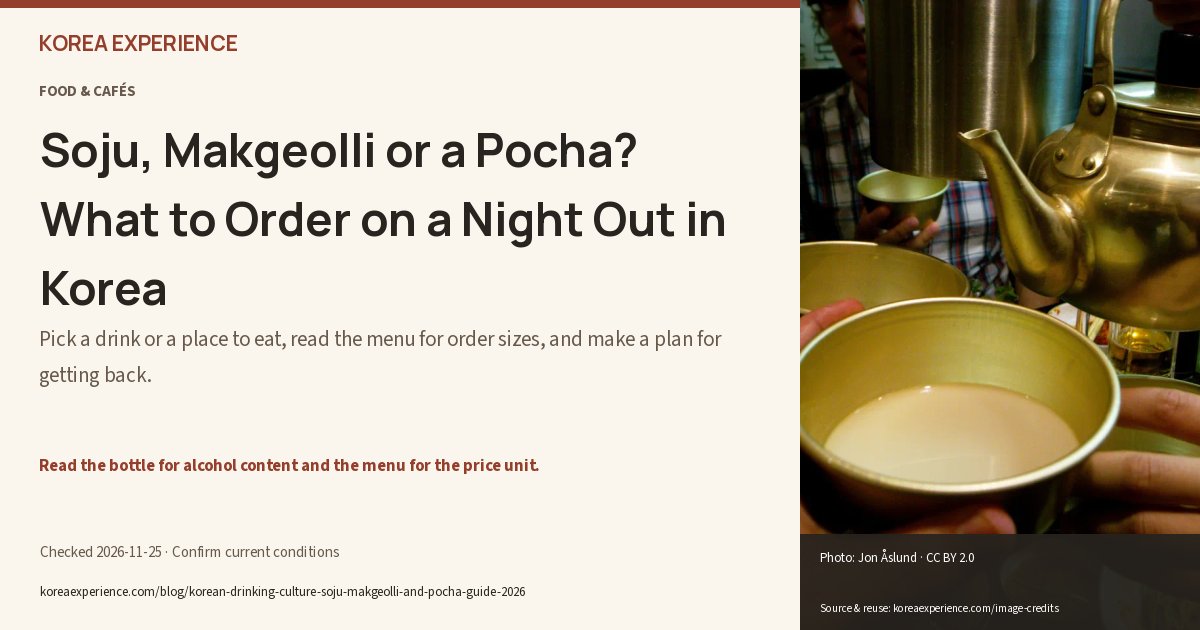 KOREA EXPERIENCE
FOOD & CAFÉS
Soju, Makgeolli or a Pocha?
What to Order on a Night Out in
Korea
Pick a drink or a place to eat, read the menu for order sizes, and make a plan for
getting back.
Read the bottle for alcohol content and the menu for the price unit.
Checked 2026-11-25 · Confirm current conditions
koreaexperience.com/blog/korean-drinking-culture-soju-makgeolli-and-pocha-guide-2026
Photo: Jon Åslund · CC BY 2.0
Source & reuse: koreaexperience.com/image-credits